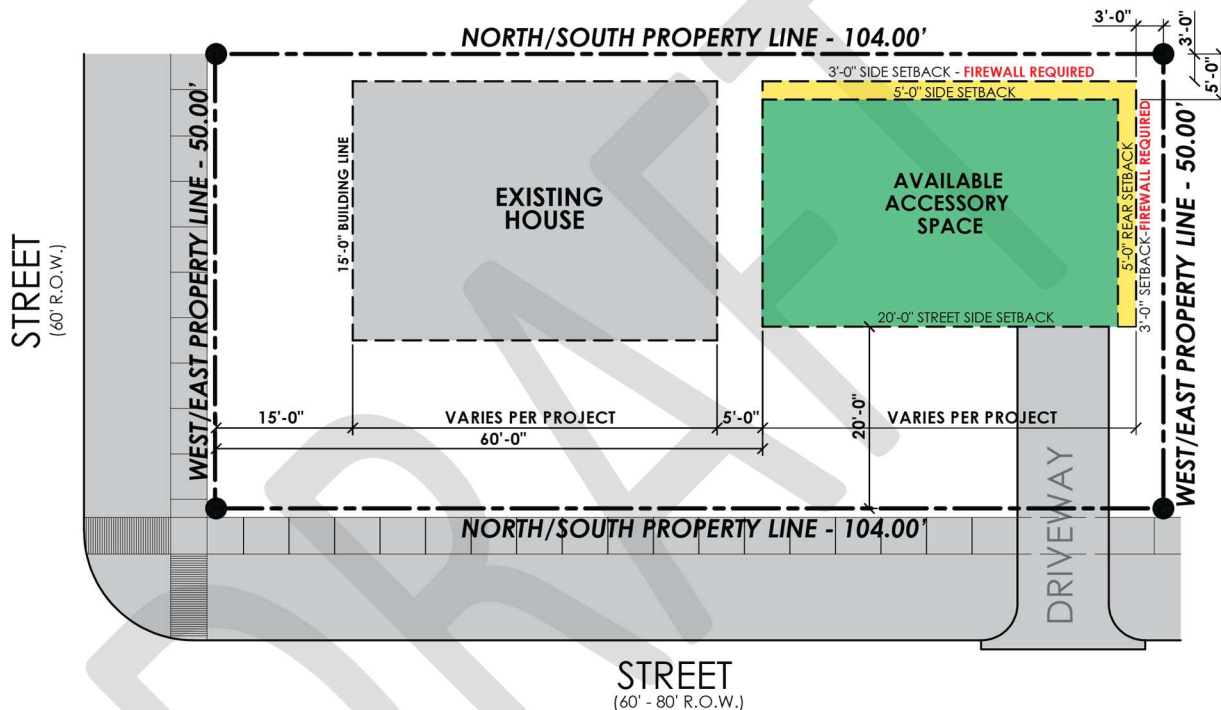 3'-0"
3'-0"
5'-0"
NORTH/SOUTH PROPERTY LINE - 104.00'
3'-0" SIDE SETBACK - FIREWALL REQUIRED
5'-0" SIDE SETBACK
WEST/EAST PROPERTY LINE - 50.00'
15'-0" BUILDING LINE
EXISTING
HOUSE
AVAILABLE
ACCESSORY
SPACE
5'-0" REAR SETBACK
3'-0" SETBACK-FIREWALL REQUIRED
WEST/EAST PROPERTY LINE - 50.00'
STREET
(60' R.O.W.)
20'-0" STREET SIDE SETBACK
15'-0"
VARIES PER PROJECT
5'-0"
20'-0"
VARIES PER PROJECT
60'-0"
NORTH/SOUTH PROPERTY LINE - 104.00'
DRIVEWAY
STREET
(60' - 80' R.O.W.)
DRAFT